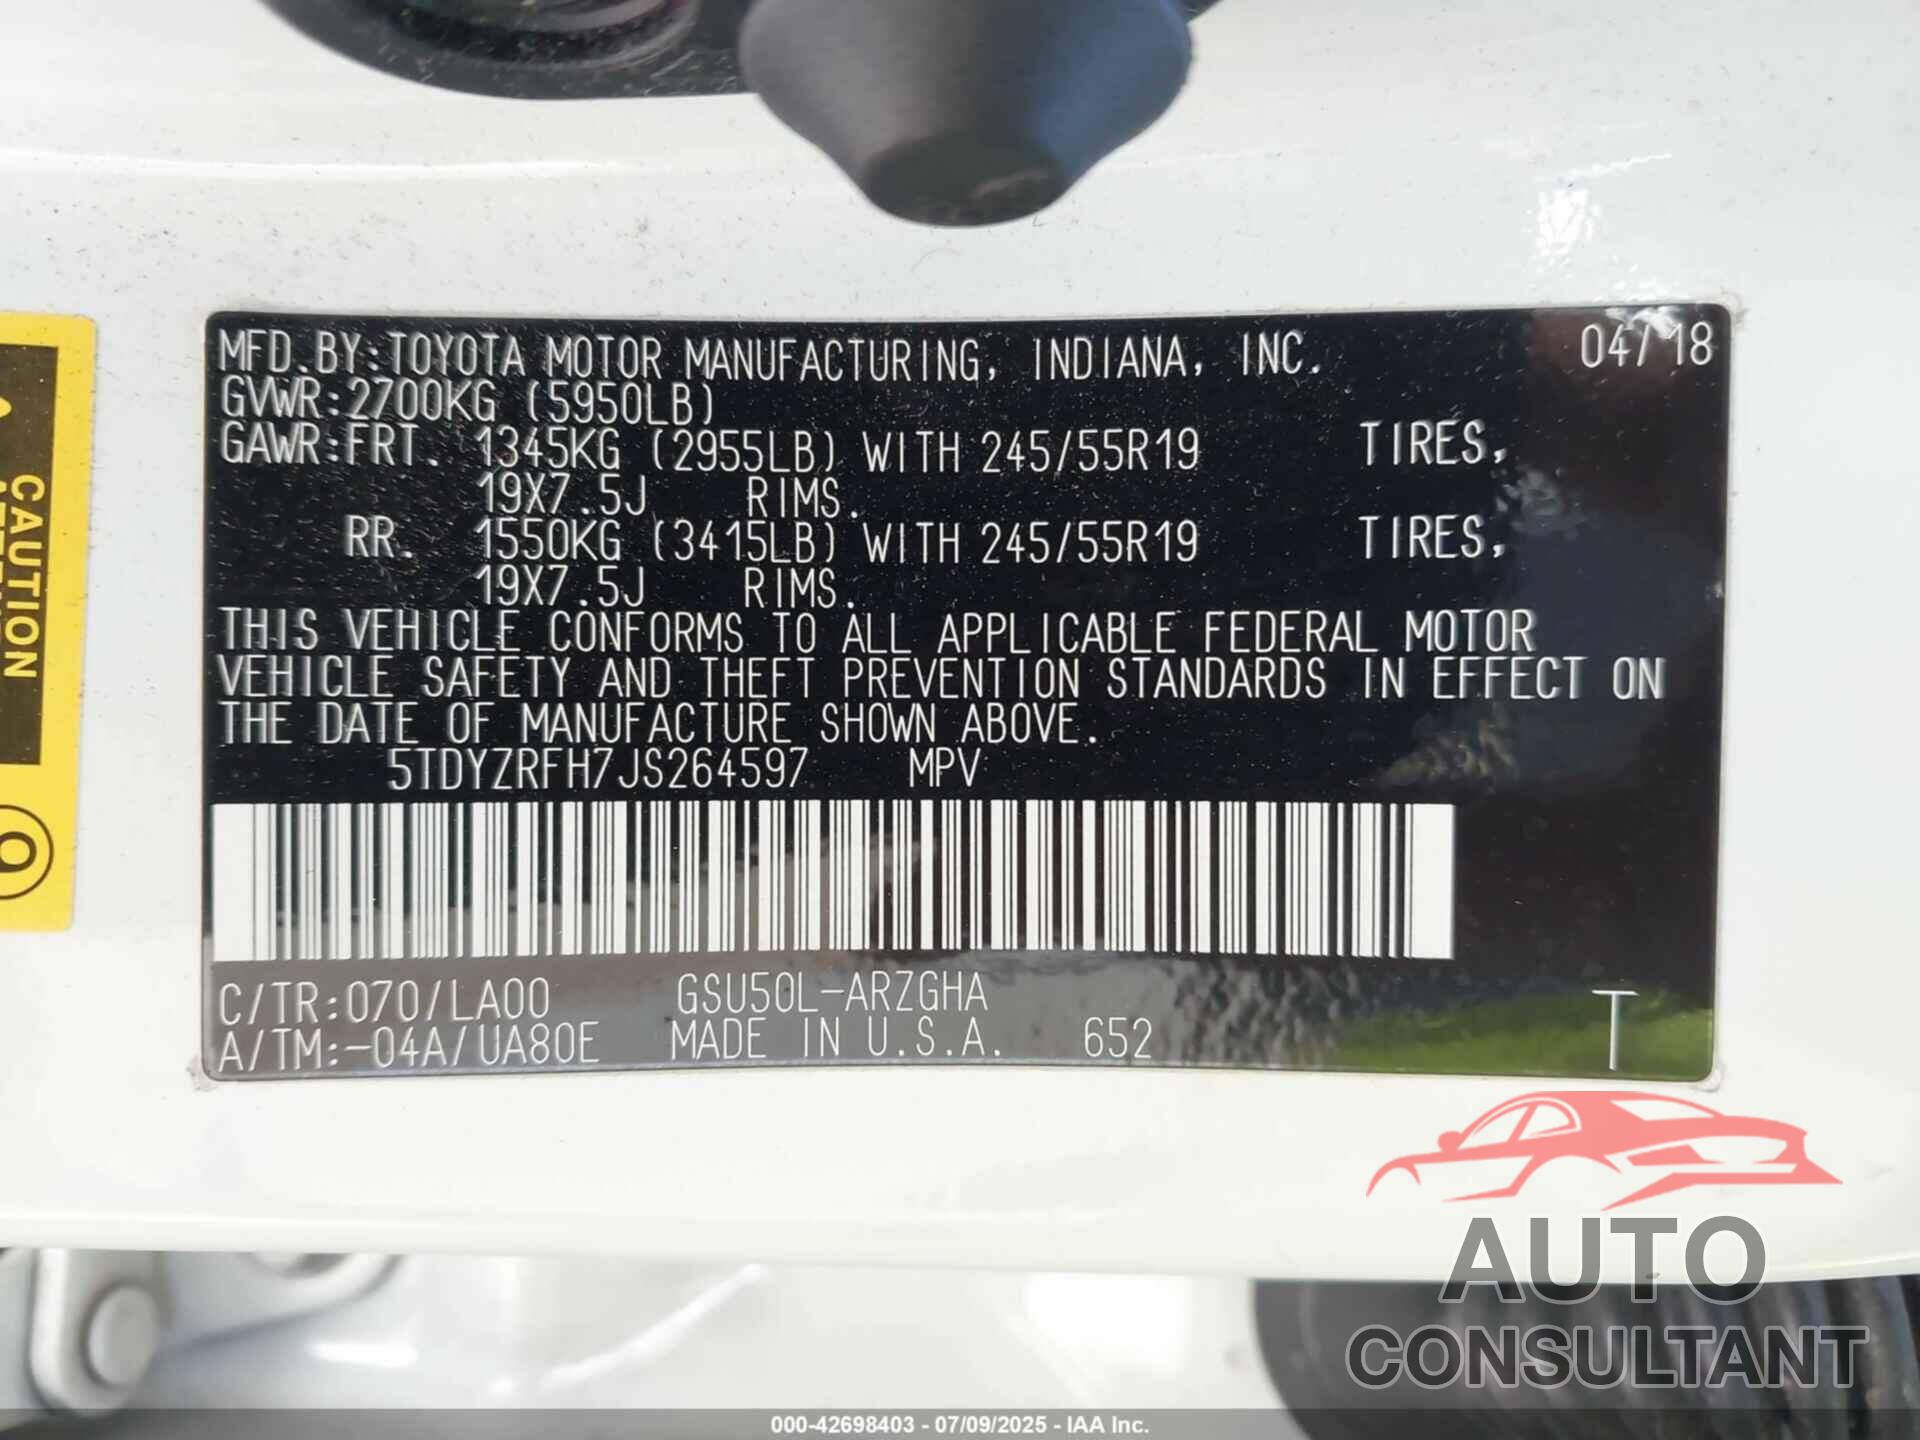 MFD.BY:TOYOTA MOTOR MANUFACTURING, INDIANA, INC. 04/18
GVWR:2700KG (5950LB)
GAWR:FRT. 1345KG (2955LB) WITH 245/55R19 TIRES,
19X7.5J RIMS.
RR. 1550KG (3415LB) WITH 245/55R19 TIRES,
19X7.5J RIMS.
THIS VEHICLE CONFORMS TO ALL APPLICABLE FEDERAL MOTOR
VEHICLE SAFETY AND THEFT PREVENTION STANDARDS IN EFFECT ON
THE DATE OF MANUFACTURE SHOWN ABOVE.
5TDYZRFH7JS264597 MPV
C/TR:070/LA00 GSU50L-ARZGHA
A/TM:-04A/UA80E MADE IN U.S.A. 652 T
CAUTION
AUTO
CONSULTANT
000-42698403 - 07/09/2025 - IAA Inc.